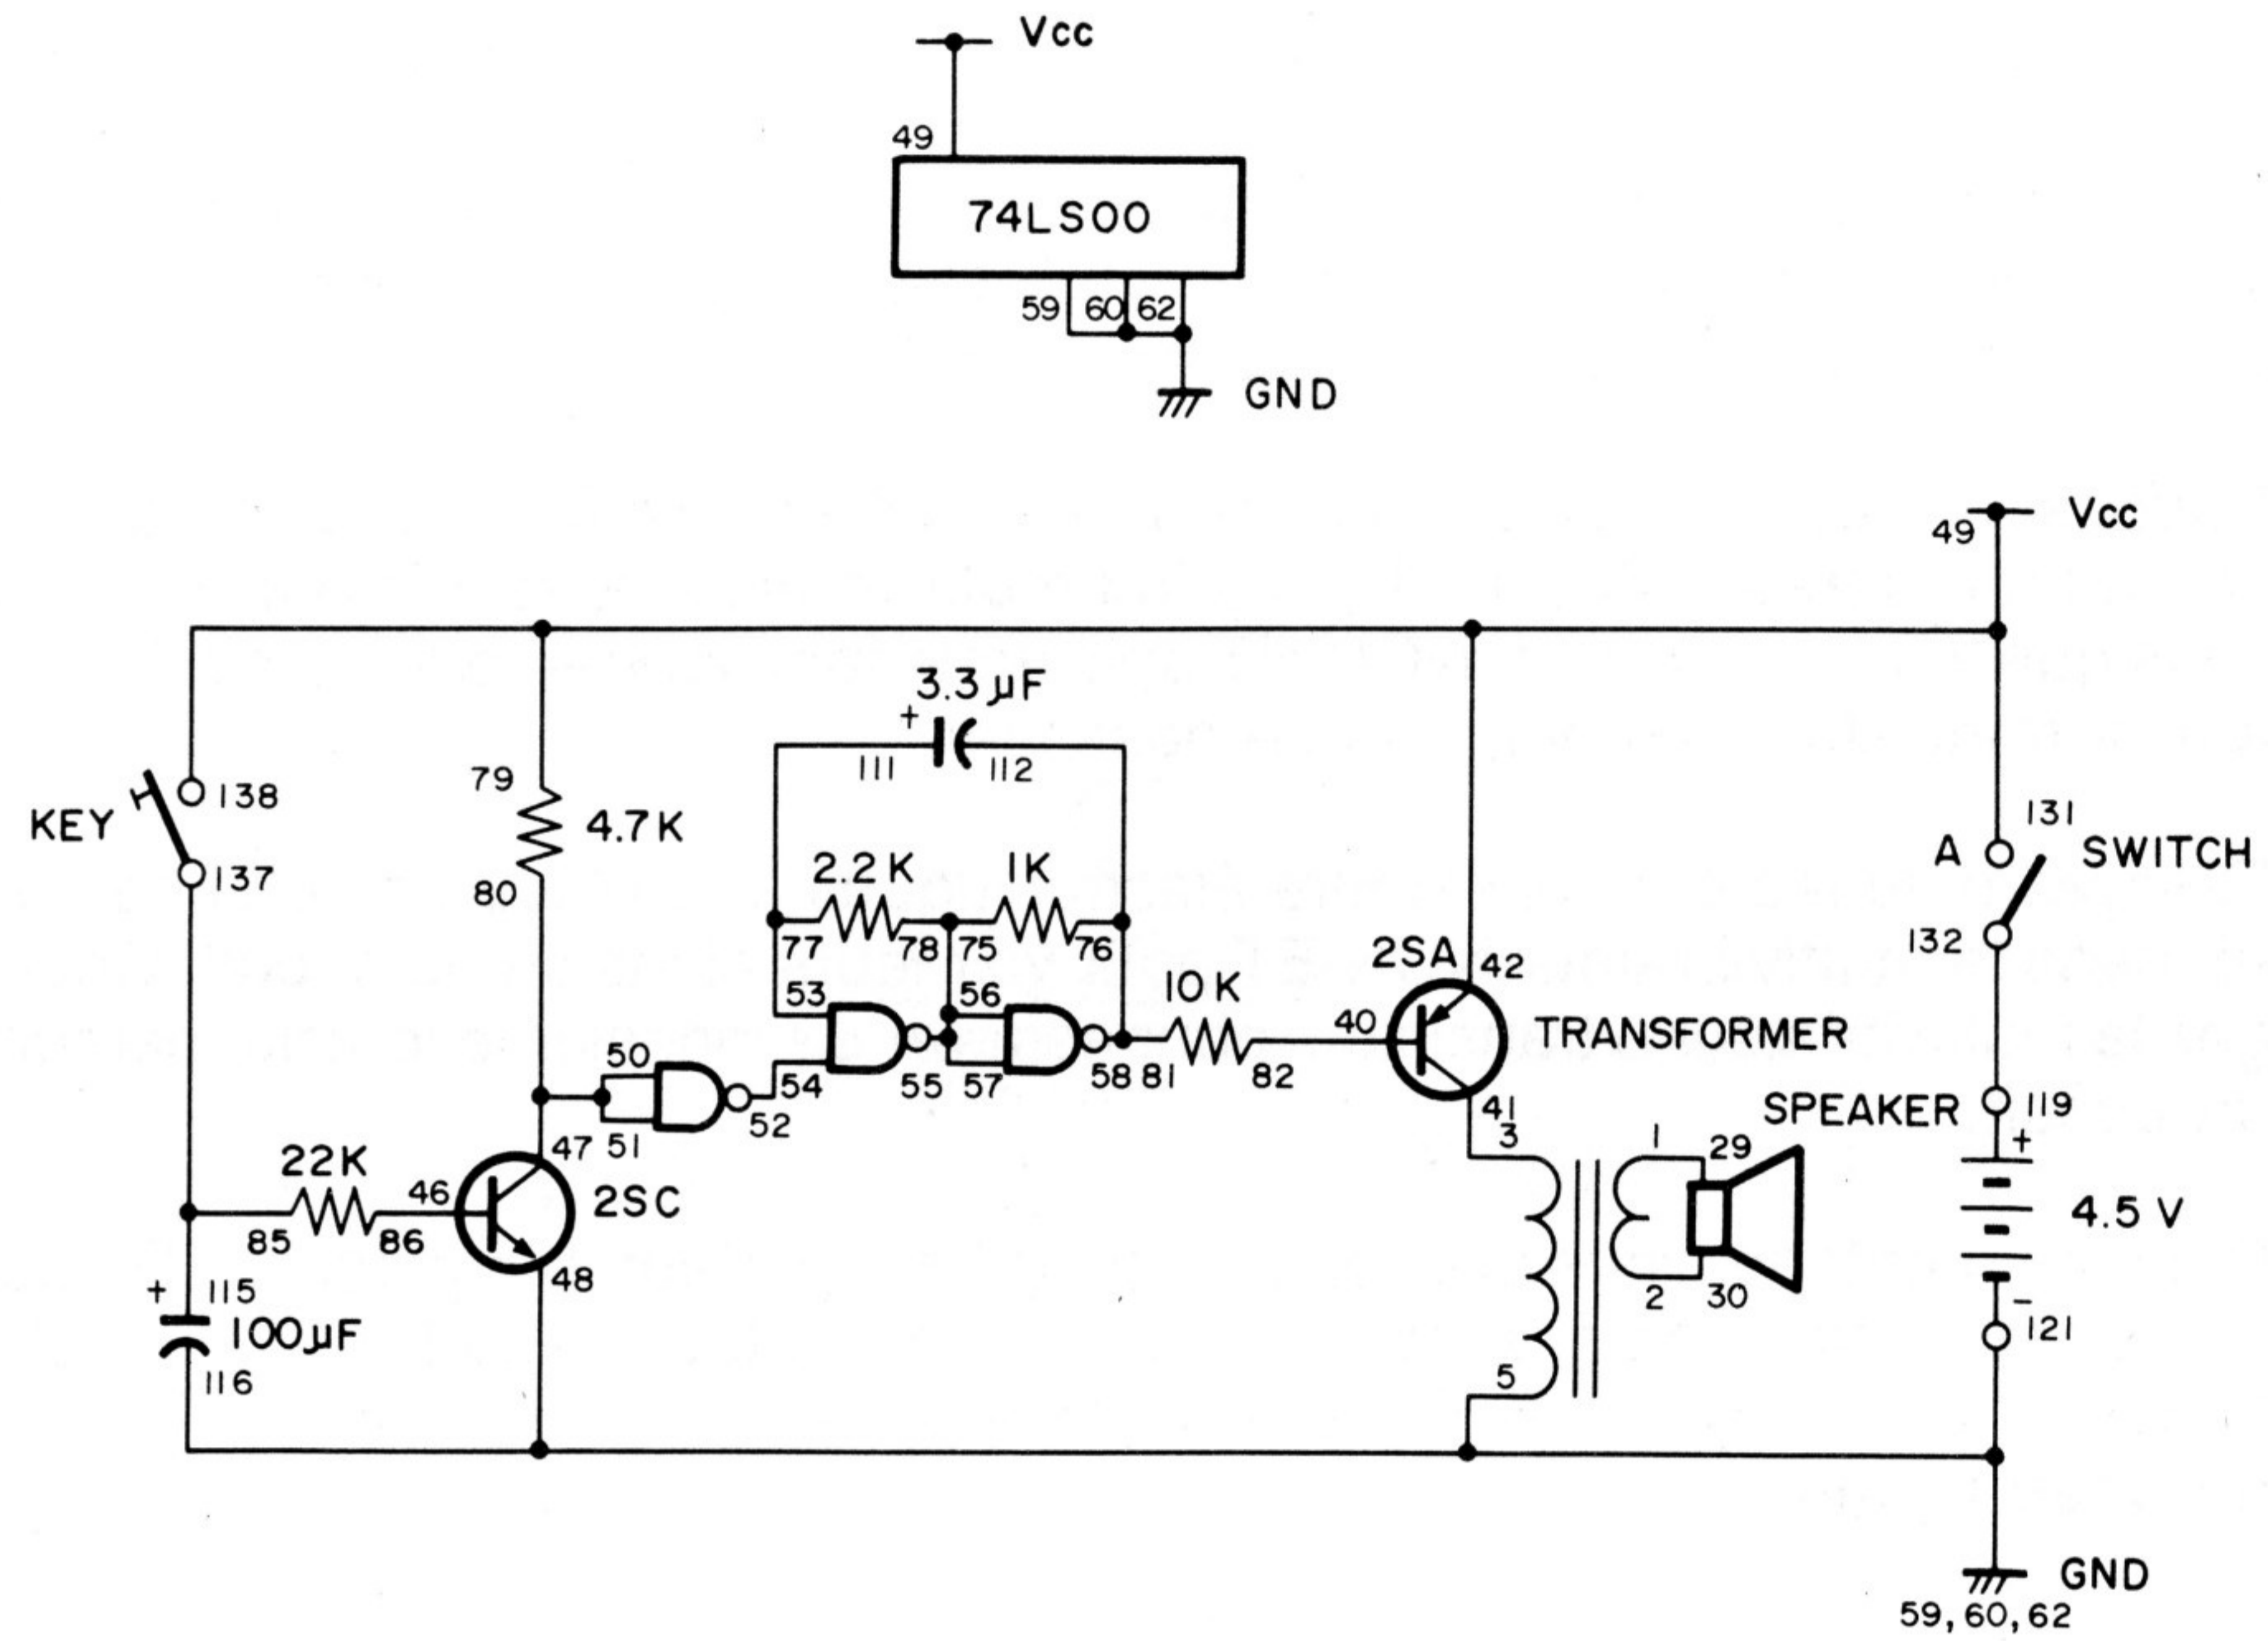 Vcc
49
74LS00
59 60 62
GND
Vcc
49
3.3 µF
+
111 112
79
138
KEY
4.7K
137
80
131
A SWITCH
132
2.2K 1K
77 78 75 76
2SA 42
53 56 10K
40 TRANSFORMER
50 54 55 57 58 81 82
52
51
41
3
SPEAKER 119
+
1 29
22K 47
46 2SC
85 86
4.5 V
48
+ 115
100µF
116
2 30
−
121
5
GND
59, 60, 62